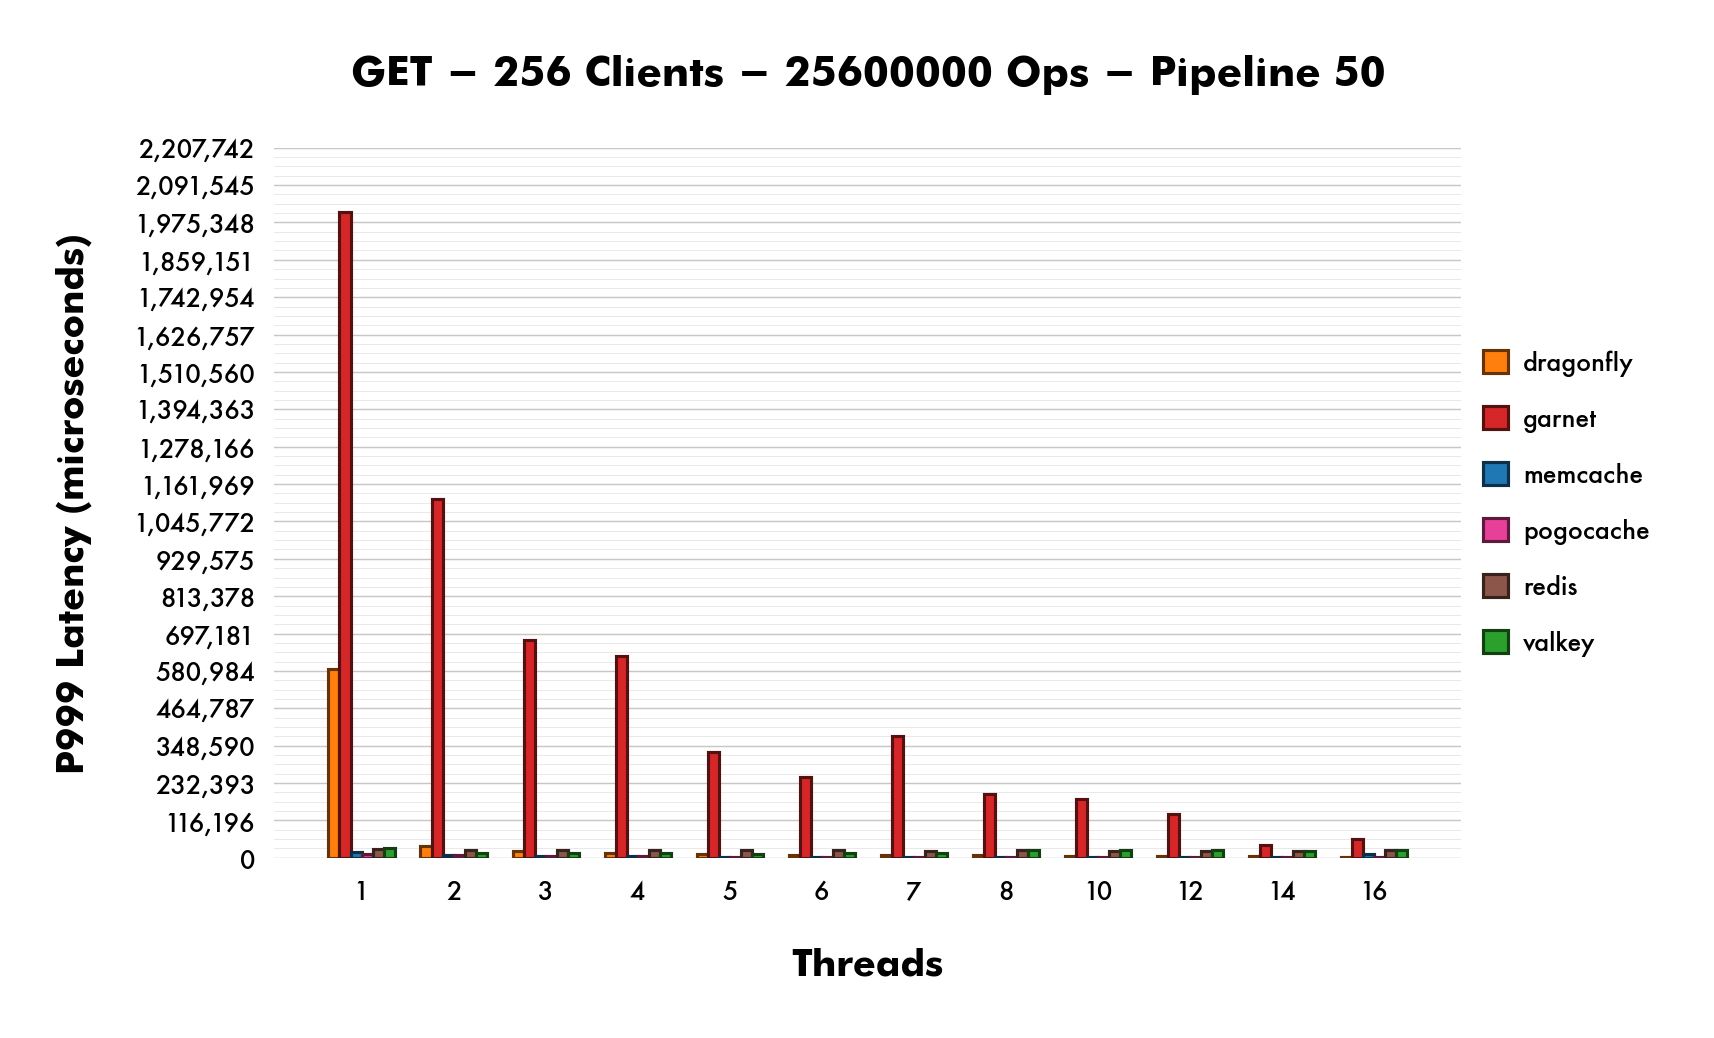 GET – 256 Clients – 25600000 Ops – Pipeline 50
P999 Latency (microseconds)
2,207,742
2,091,545
1,975,348
1,859,151
1,742,954
1,626,757
1,510,560
1,394,363
1,278,166
1,161,969
1,045,772
929,575
813,378
697,181
580,984
464,787
348,590
232,393
116,196
0
1 2 3 4 5 6 7 8 10 12 14 16
Threads
dragonfly
garnet
memcache
pogocache
redis
valkey